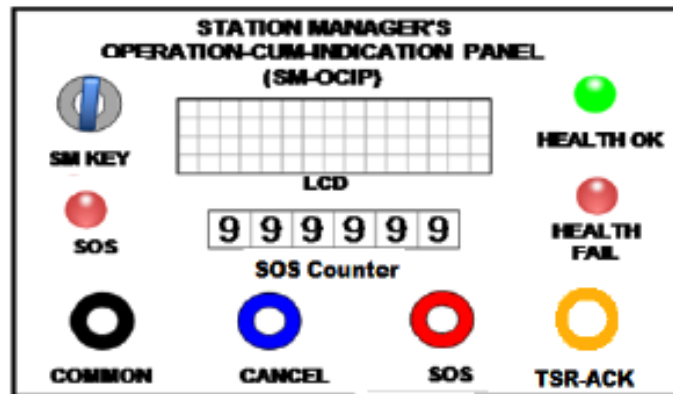 STATION MANAGER'S
OPERATION-CUM-INDICATION PANEL
(SM-OCIP)
SM KEY
HEALTH OK
LCD
SOS
999999
HEALTH
FAIL
SOS Counter
COMMON
CANCEL
SOS
TSR-ACK